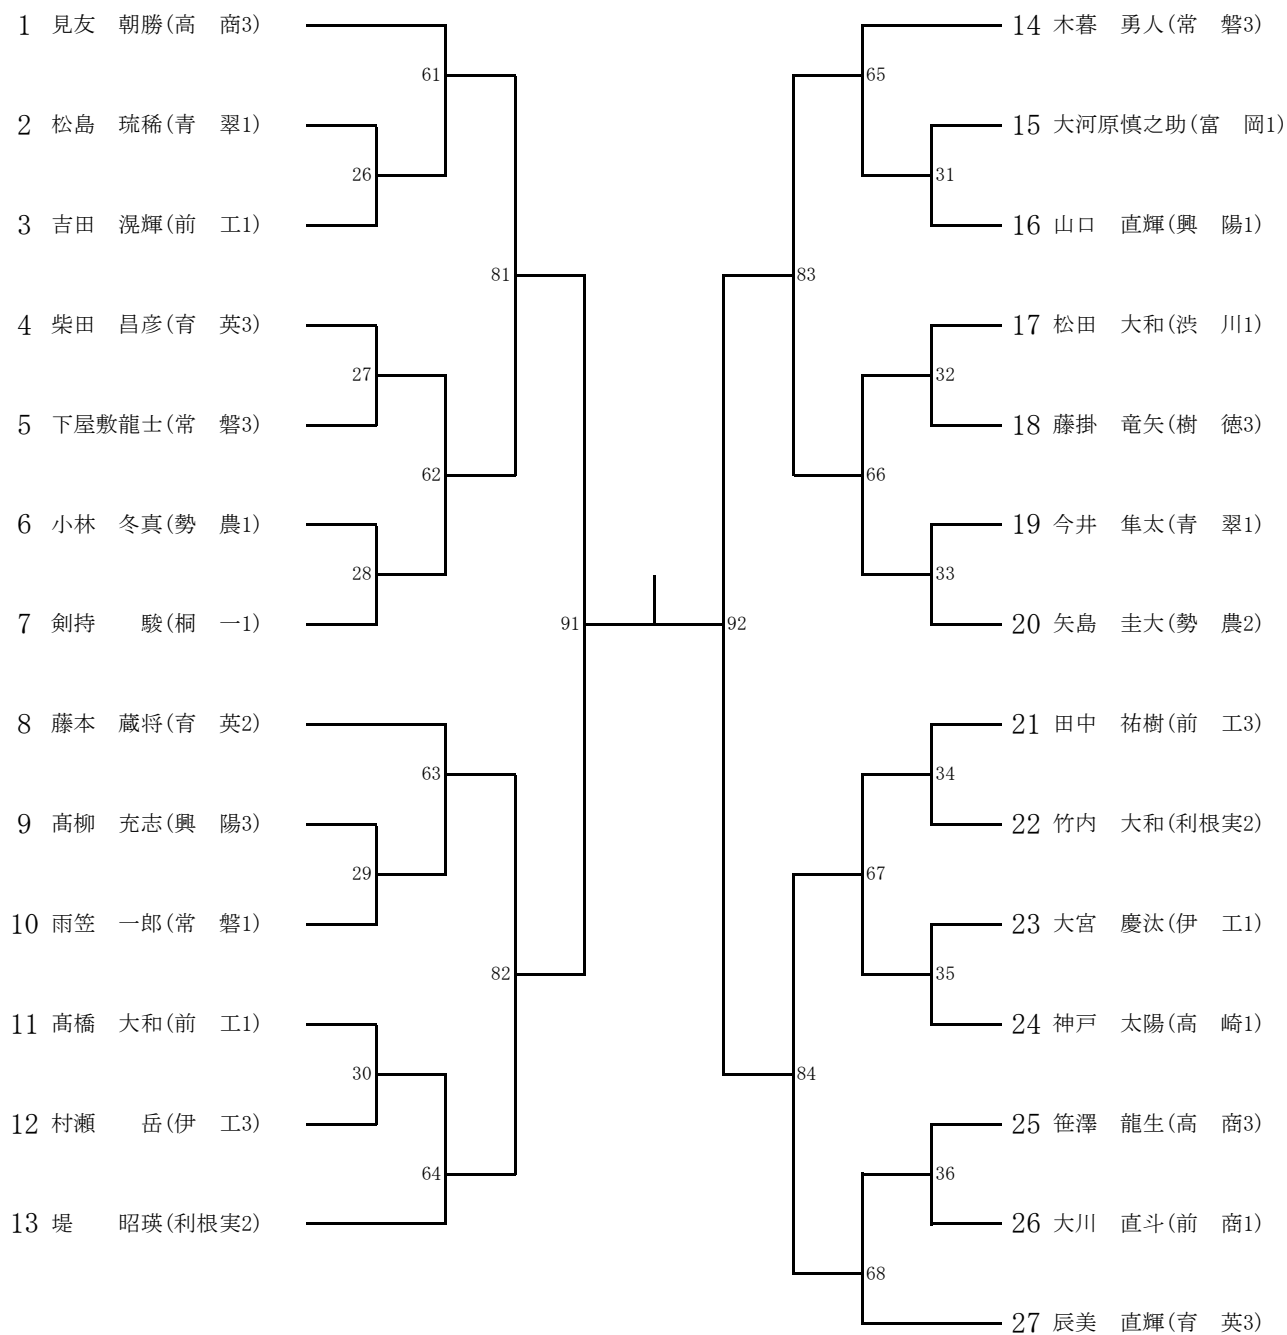 1 見友　朝勝(高　商3)
61
2 松島　琉稀(青　翠1)
26
3 吉田　滉輝(前　工1)
81
4 柴田　昌彦(育　英3)
27
5 下屋敷龍士(常　磐3)
62
6 小林　冬真(勢　農1)
28
7 剣持　　駿(桐　一1)
91
8 藤本　蔵将(育　英2)
63
9 髙柳　充志(興　陽3)
29
10 雨笠　一郎(常　磐1)
82
11 髙橋　大和(前　工1)
30
12 村瀬　　岳(伊　工3)
64
13 堤　　昭瑛(利根実2)
14 木暮　勇人(常　磐3)
65
15 大河原慎之助(富　岡1)
31
16 山口　直輝(興　陽1)
83
17 松田　大和(渋　川1)
32
18 藤掛　竜矢(樹　徳3)
66
19 今井　隼太(青　翠1)
33
20 矢島　圭大(勢　農2)
92
21 田中　祐樹(前　工3)
34
22 竹内　大和(利根実2)
67
23 大宮　慶汰(伊　工1)
35
24 神戸　太陽(高　崎1)
84
25 笹澤　龍生(高　商3)
36
26 大川　直斗(前　商1)
68
27 辰美　直輝(育　英3)